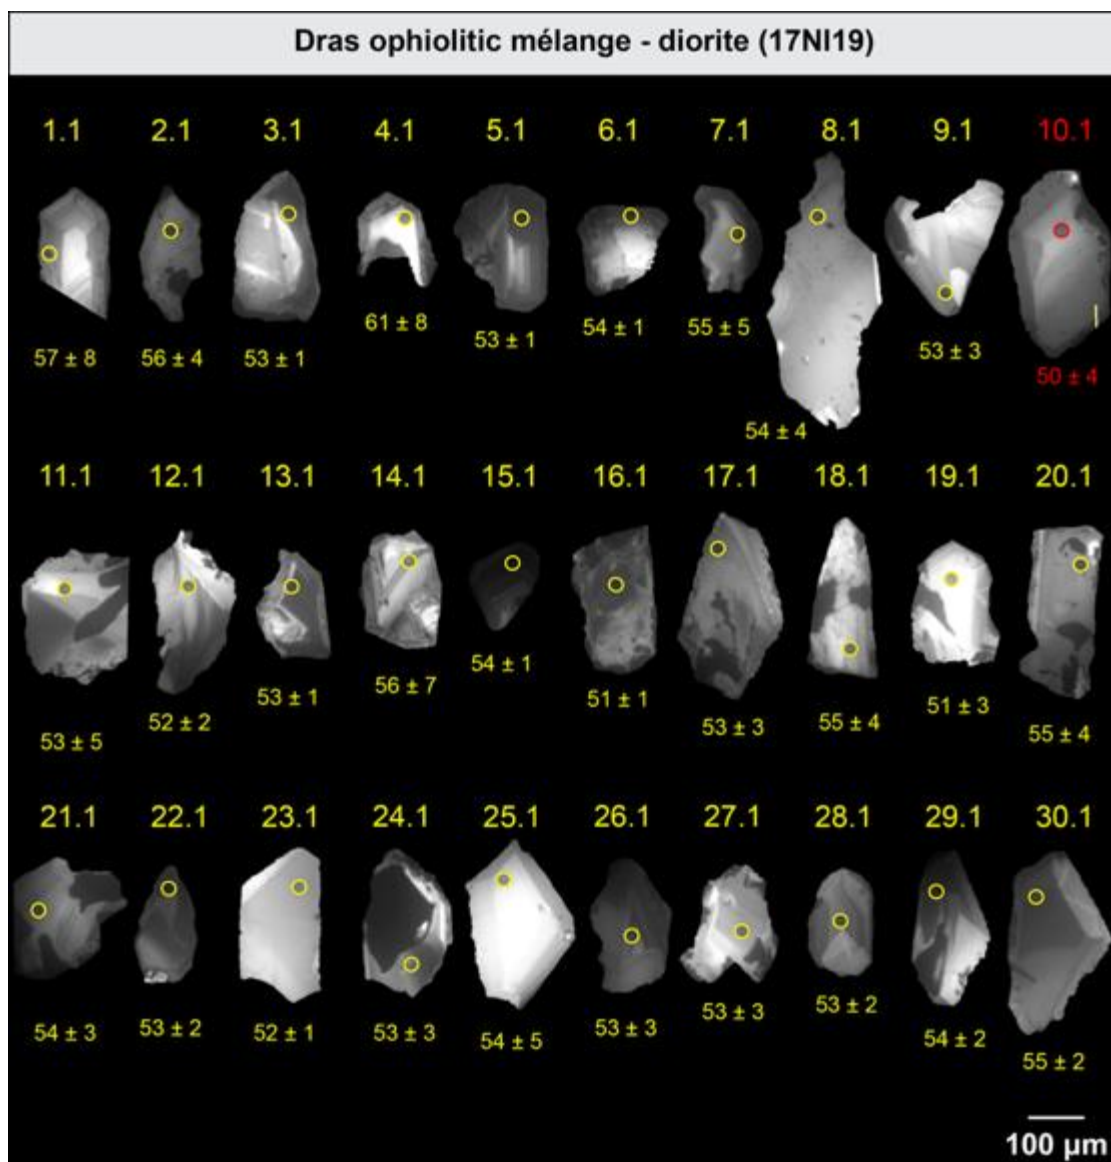 Dras ophiolitic mélange - diorite (17NI19)
1.1 2.1 3.1 4.1 5.1 6.1 7.1 8.1 9.1 10.1
57 ± 8 56 ± 4 53 ± 1 61 ± 8 53 ± 1 54 ± 1 55 ± 5 54 ± 4 53 ± 3 50 ± 4
11.1 12.1 13.1 14.1 15.1 16.1 17.1 18.1 19.1 20.1
53 ± 5 52 ± 2 53 ± 1 56 ± 7 54 ± 1 51 ± 1 53 ± 3 55 ± 4 51 ± 3 55 ± 4
21.1 22.1 23.1 24.1 25.1 26.1 27.1 28.1 29.1 30.1
54 ± 3 53 ± 2 52 ± 1 53 ± 3 54 ± 5 53 ± 3 53 ± 3 53 ± 2 54 ± 2 55 ± 2
100 µm